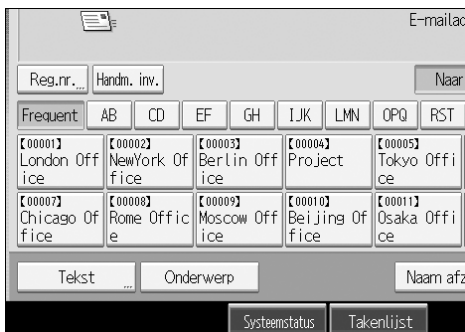 E-mailad
Reg.nr. Handm. inv. Naar
Frequent AB CD EF GH IJK LMN OPQ RST
【00001】 【00002】 【00003】 【00004】 【00005】
London Off NewYork Of Berlin Off Project Tokyo Offi
ice fice ice ce
【00007】 【00008】 【00009】 【00010】 【00011】
Chicago Of Rome Offic Moscow Off Beijing Of Osaka Offi
fice e ice fice ce
Tekst Onderwerp Naam afz
Systeemstatus Takenlijst